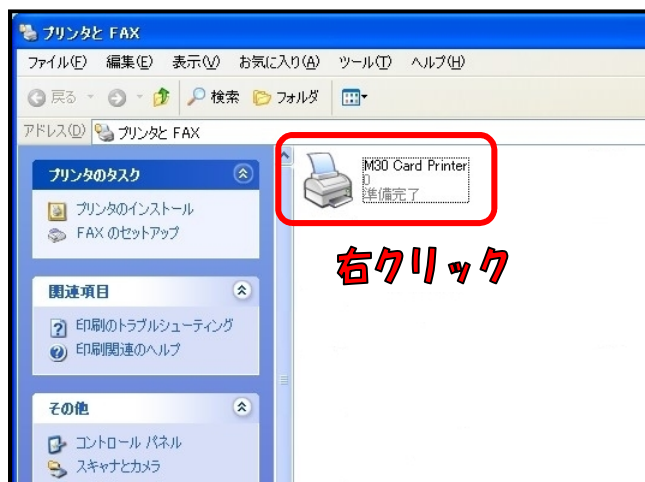 プリンタと FAX
ファイル(F) 編集(E) 表示(V) お気に入り(A) ツール(T) ヘルプ(H)
戻る 検索 フォルダ
アドレス(D) プリンタと FAX
プリンタのタスク
プリンタのインストール
FAX のセットアップ
関連項目
印刷のトラブルシューティング
印刷関連のヘルプ
その他
コントロール パネル
スキャナとカメラ
M30 Card Printer
0
準備完了
右クリック